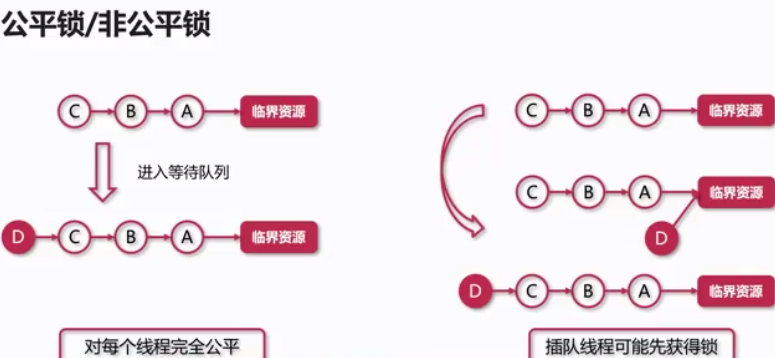 公平锁/非公平锁
C B A 临界资源
进入等待队列
D C B A 临界资源
对每个线程完全公平
C B A 临界资源
C B A 临界资源
D
D C B A 临界资源
插队线程可能先获得锁